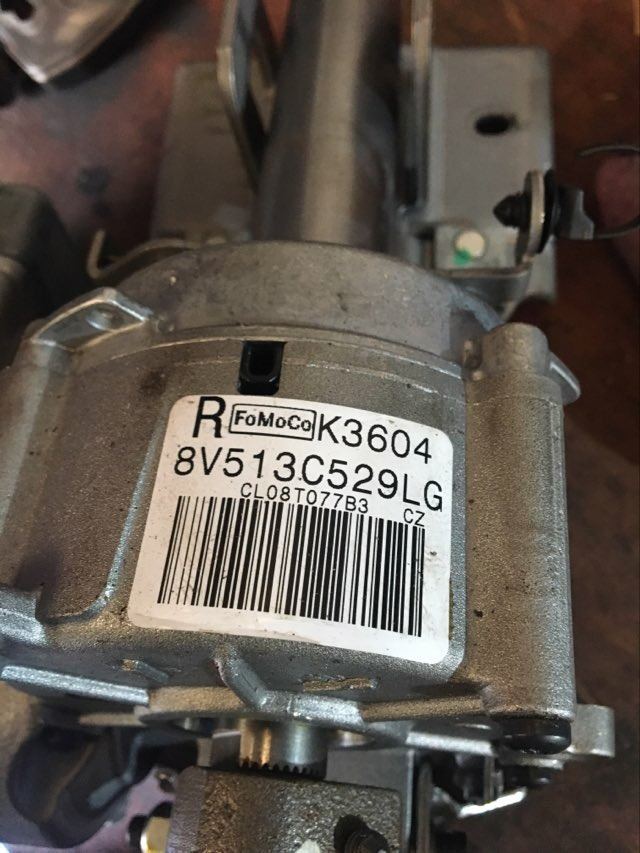 R FoMoCo K3604
8V513C529LG
CL08T077B3 CZ